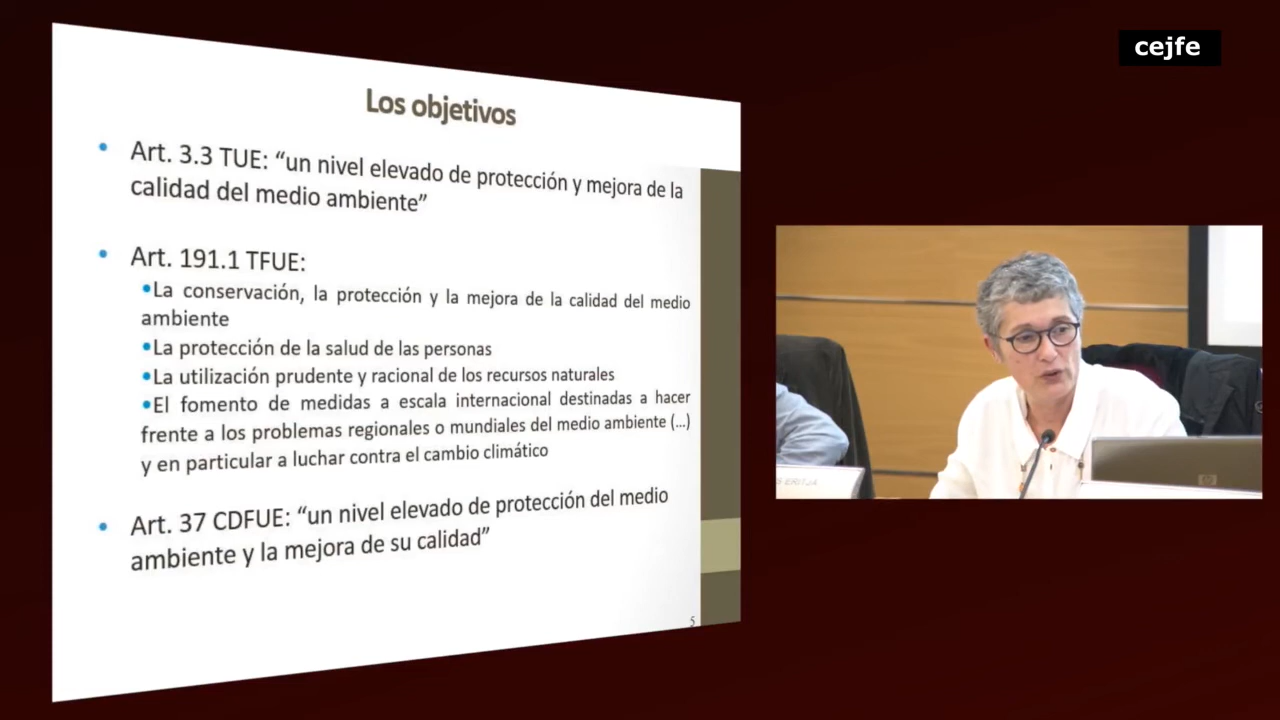 cejfe
Los objetivos
• Art. 3.3 TUE: “un nivel elevado de protección y mejora de la
calidad del medio ambiente”
• Art. 191.1 TFUE:
•La conservación, la protección y la mejora de la calidad del medio
ambiente
•La protección de la salud de las personas
•La utilización prudente y racional de los recursos naturales
•El fomento de medidas a escala internacional destinadas a hacer
frente a los problemas regionales o mundiales del medio ambiente (...)
y en particular a luchar contra el cambio climático
• Art. 37 CDFUE: “un nivel elevado de protección del medio
ambiente y la mejora de su calidad”
5
hp